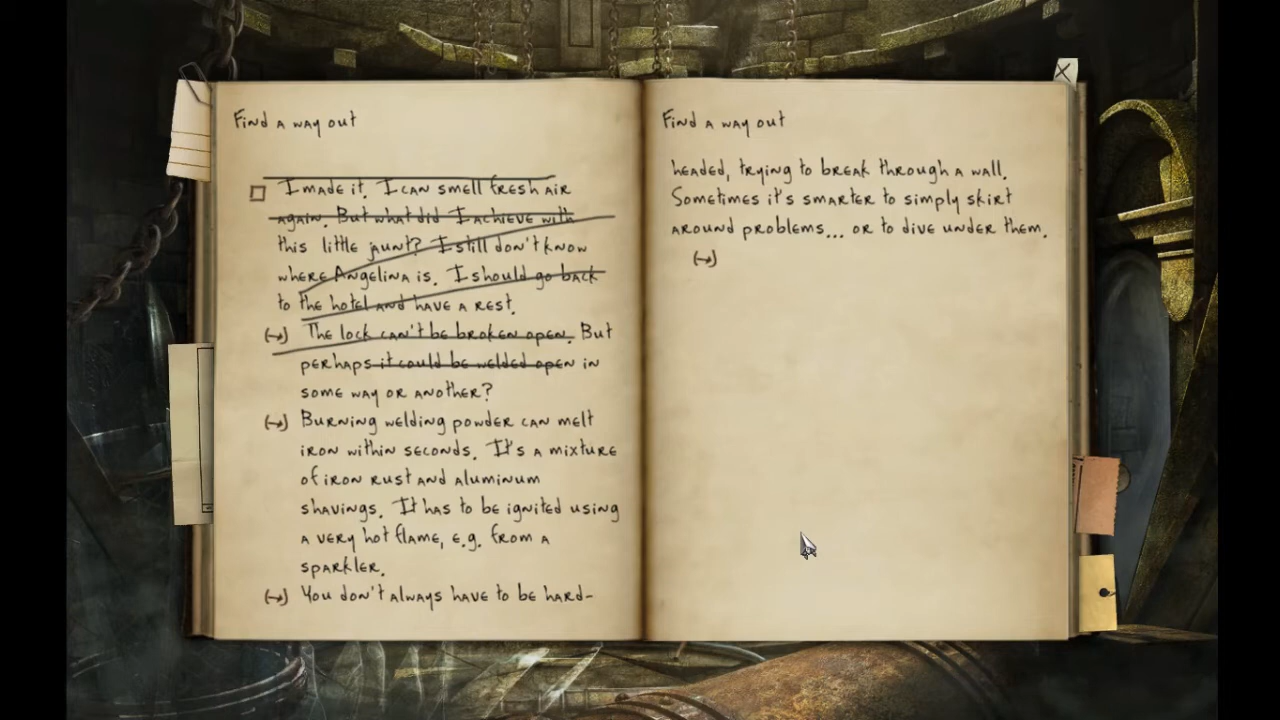 Find a way out
I made it. I can smell fresh air
again. But what did I achieve with
this little jaunt? I still don't know
where Angelina is. I should go back
to the hotel and have a rest.
(→) The lock can't be broken open. But
perhaps it could be welded open in
some way or another?
(→) Burning welding powder can melt
iron within seconds. It's a mixture
of iron rust and aluminum
shavings. It has to be ignited using
a very hot flame, e.g. from a
sparkler.
(→) You don't always have to be hard-
Find a way out
headed, trying to break through a wall.
Sometimes it's smarter to simply skirt
around problems... or to dive under them.
(→)